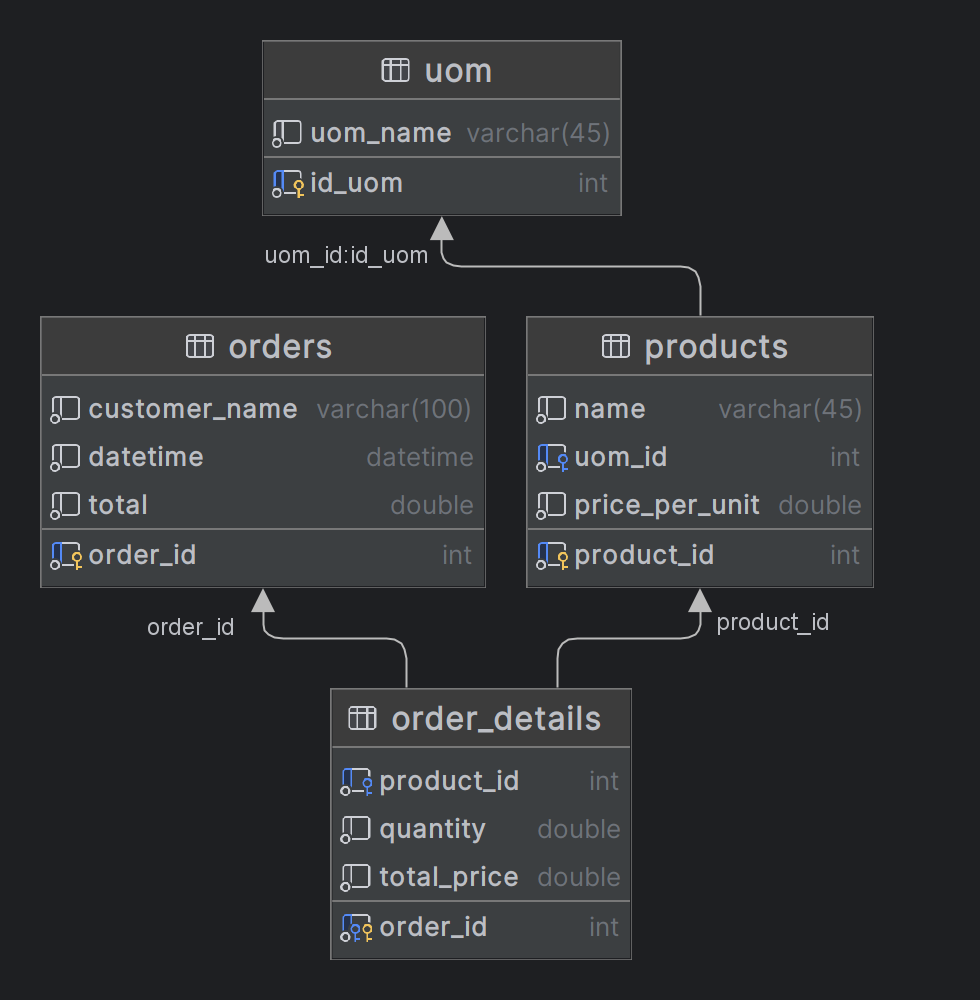 uom
uom_name varchar(45)
id_uom int
uom_id:id_uom
orders
customer_name varchar(100)
datetime datetime
total double
order_id int
products
name varchar(45)
uom_id int
price_per_unit double
product_id int
order_id
product_id
order_details
product_id int
quantity double
total_price double
order_id int